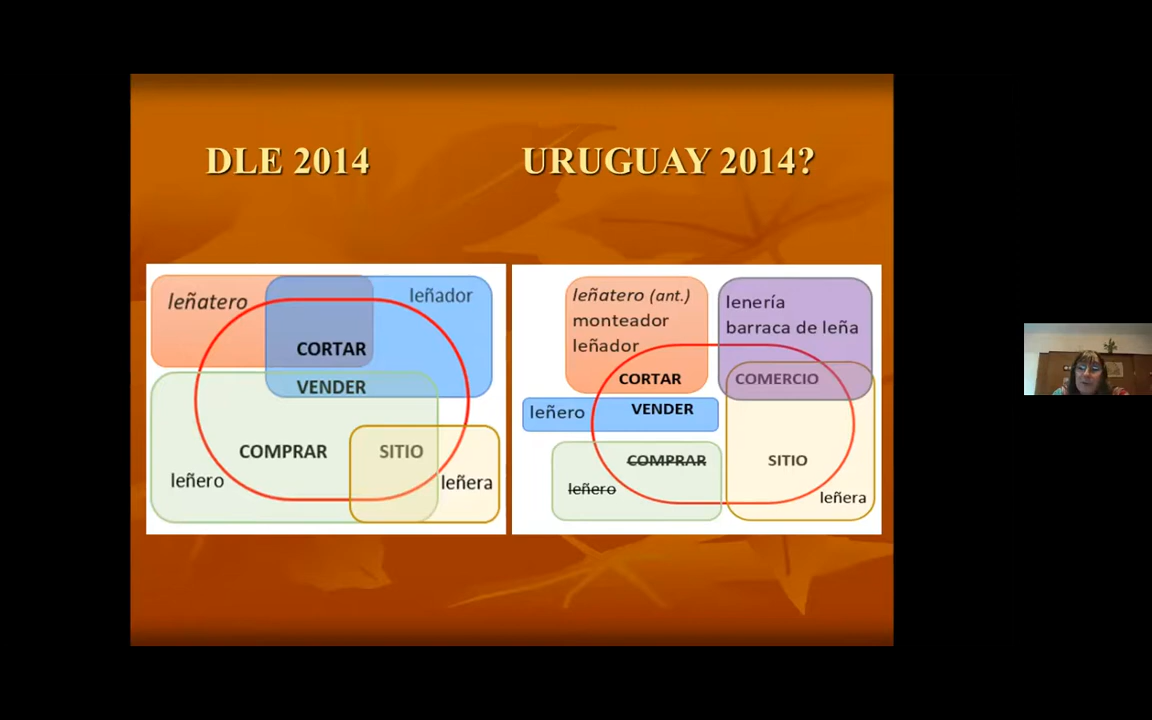 DLE 2014
URUGUAY 2014?
leñatero
leñador
CORTAR
VENDER
COMPRAR
SITIO
leñero
leñera
leñatero (ant.)
monteador
leñador
CORTAR
lenería
barraca de leña
COMERCIO
leñero
VENDER
COMPRAR
leñero
SITIO
leñera